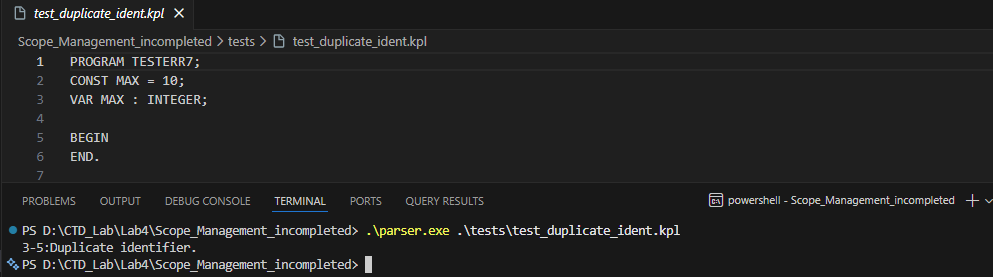 test_duplicate_ident.kpl ×
Scope_Management_incompleted > tests > test_duplicate_ident.kpl
1 PROGRAM TESTERR7;
2 CONST MAX = 10;
3 VAR MAX : INTEGER;
4
5 BEGIN
6 END.
7
PROBLEMS OUTPUT DEBUG CONSOLE TERMINAL PORTS QUERY RESULTS powershell - Scope_Management_incompleted
PS D:\CTD_Lab\Lab4\Scope_Management_incompleted> .\parser.exe .\tests\test_duplicate_ident.kpl
3-5:Duplicate identifier.
PS D:\CTD_Lab\Lab4\Scope_Management_incompleted>